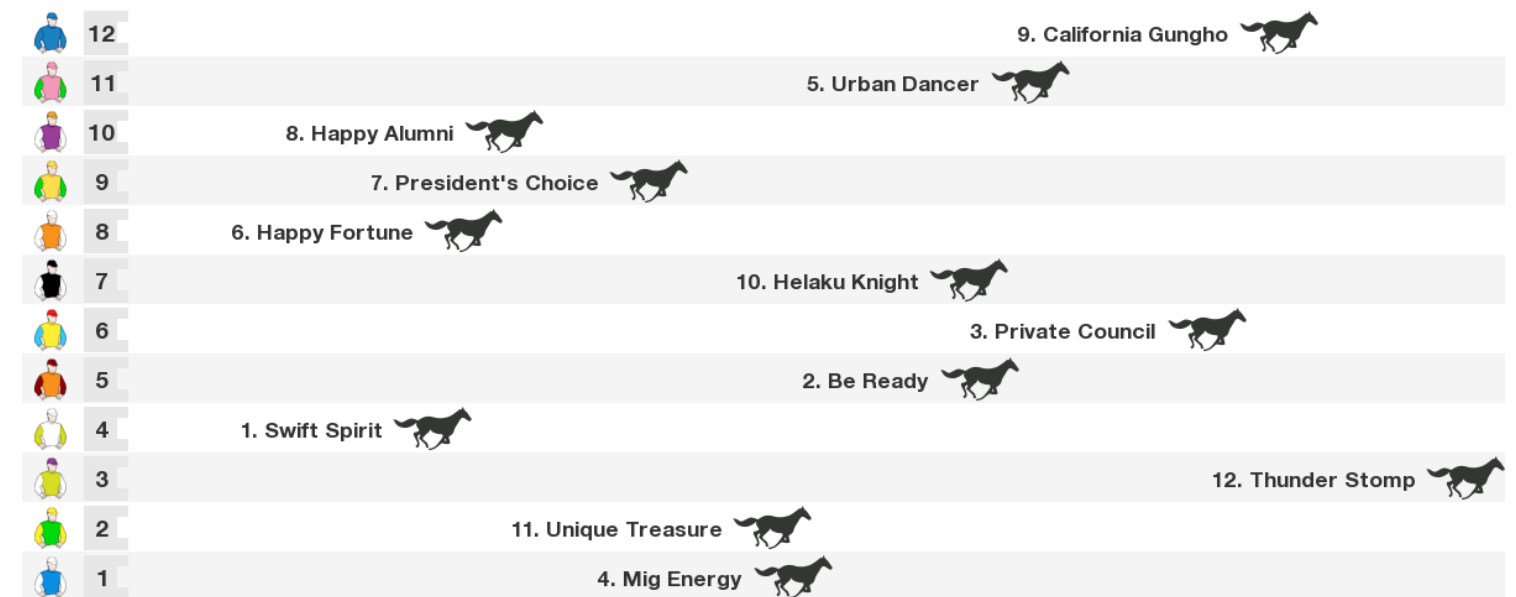 12 9. California Gungho
11 5. Urban Dancer
10 8. Happy Alumni
9 7. President's Choice
8 6. Happy Fortune
7 10. Helaku Knight
6 3. Private Council
5 2. Be Ready
4 1. Swift Spirit
3 12. Thunder Stomp
2 11. Unique Treasure
1 4. Mig Energy